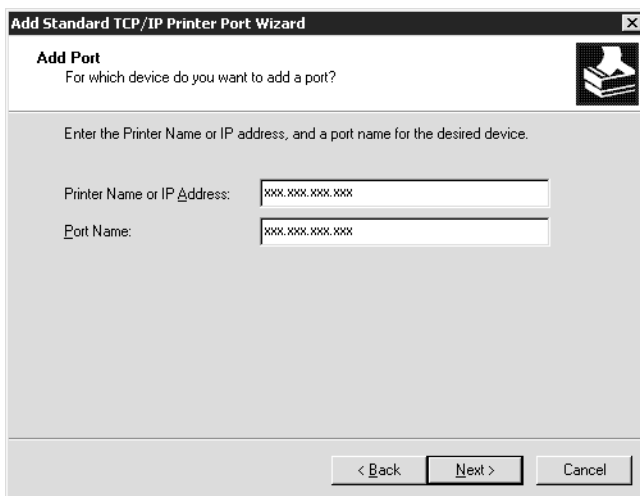 Add Standard TCP/IP Printer Port Wizard
Add Port
For which device do you want to add a port?
Enter the Printer Name or IP address, and a port name for the desired device.
Printer Name or IP Address: xxx.xxx.xxx.xxx
Port Name: xxx.xxx.xxx.xxx
< Back Next > Cancel